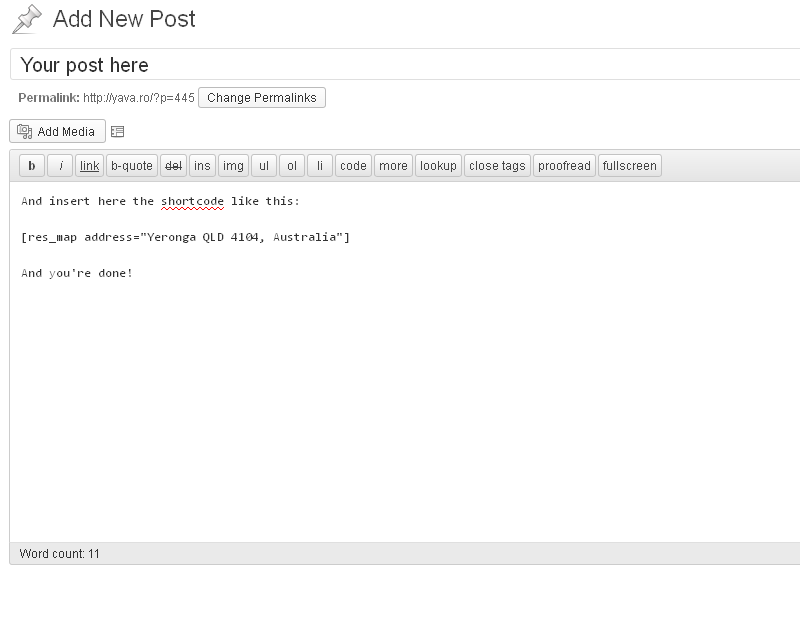 Add New Post
Your post here
Permalink: http://yava.ro/?p=445 Change Permalinks
Add Media
b i link b-quote del ins img ul ol li code more lookup close tags proofread fullscreen
And insert here the shortcode like this:
[res_map address="Yeronga QLD 4104, Australia"]
And you're done!
Word count: 11